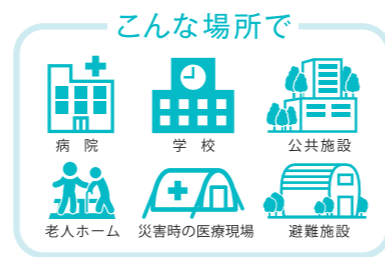 こんな場所で
病院
学校
公共施設
老人ホーム
災害時の医療現場
避難施設